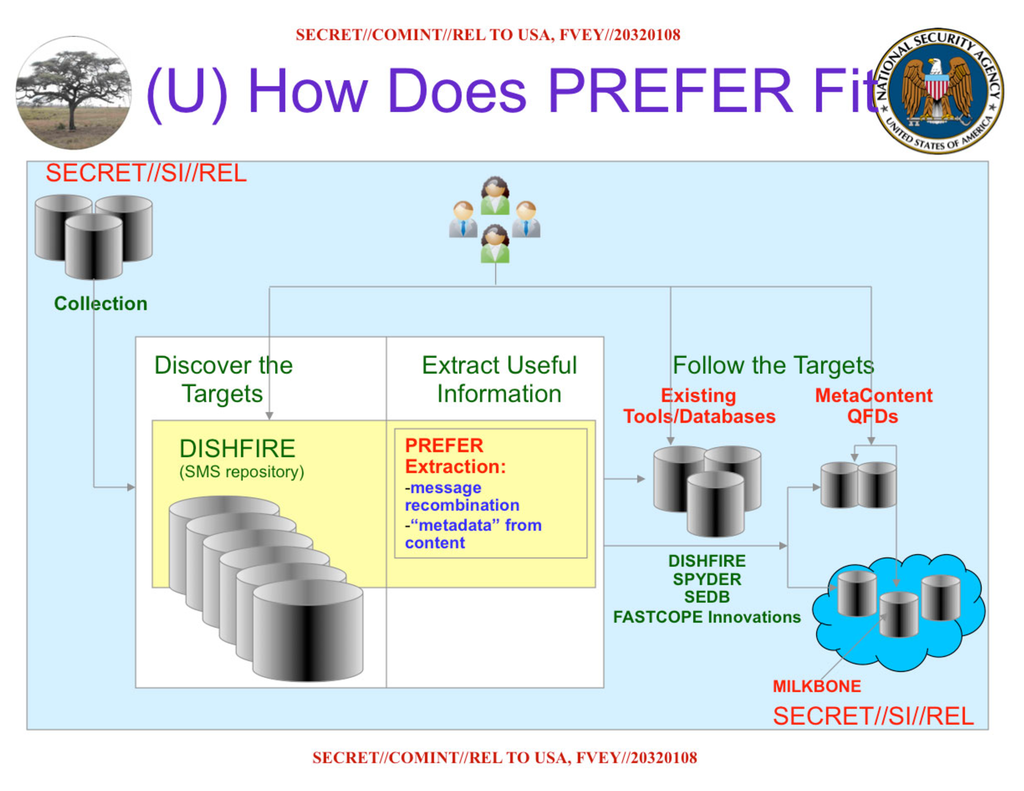 SECRET//COMINT//REL TO USA, FVEY//20320108
(U) How Does PREFER Fit
NATIONAL SECURITY AGENCY
UNITED STATES OF AMERICA
SECRET//SI//REL
Collection
Discover the
Targets
Extract Useful
Information
Follow the Targets
Existing
Tools/Databases
MetaContent
QFDs
DISHFIRE
(SMS repository)
PREFER
Extraction:
-message
recombination
-“metadata” from
content
DISHFIRE
SPYDER
SEDB
FASTCOPE Innovations
MILKBONE
SECRET//SI//REL
SECRET//COMINT//REL TO USA, FVEY//20320108